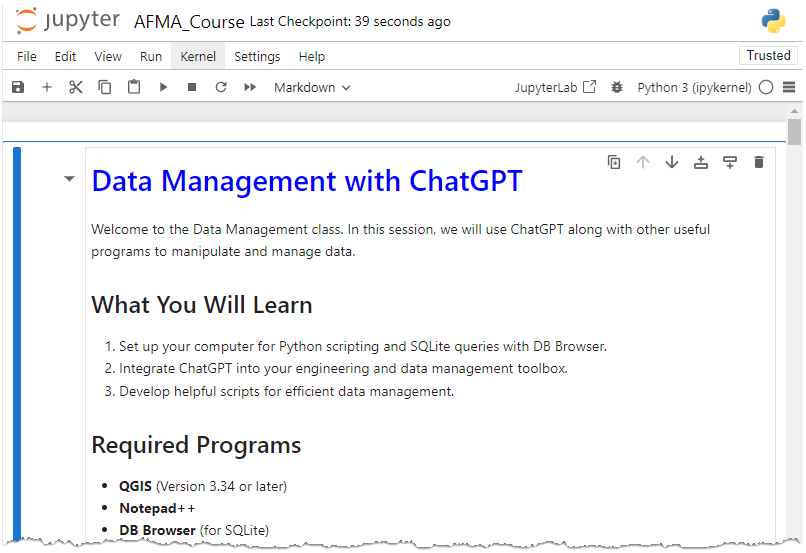 jupyter AFMA_Course Last Checkpoint: 39 seconds ago
File Edit View Run Kernel Settings Help Trusted
Markdown JupyterLab Python 3 (ipykernel)
Data Management with ChatGPT
Welcome to the Data Management class. In this session, we will use ChatGPT along with other useful
programs to manipulate and manage data.
What You Will Learn
1. Set up your computer for Python scripting and SQLite queries with DB Browser.
2. Integrate ChatGPT into your engineering and data management toolbox.
3. Develop helpful scripts for efficient data management.
Required Programs
• QGIS (Version 3.34 or later)
• Notepad++
• DB Browser (for SQLite)